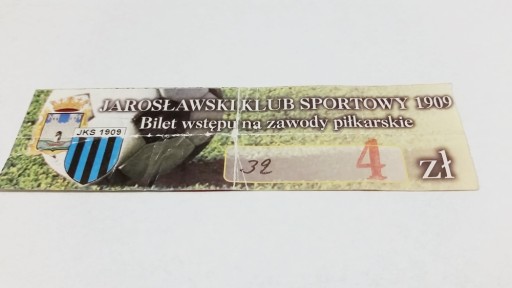 JAROSŁAWSKI KLUB SPORTOWY 1909
Bilet wstępu na zawody piłkarskie
JKS 1909
32 4 zł